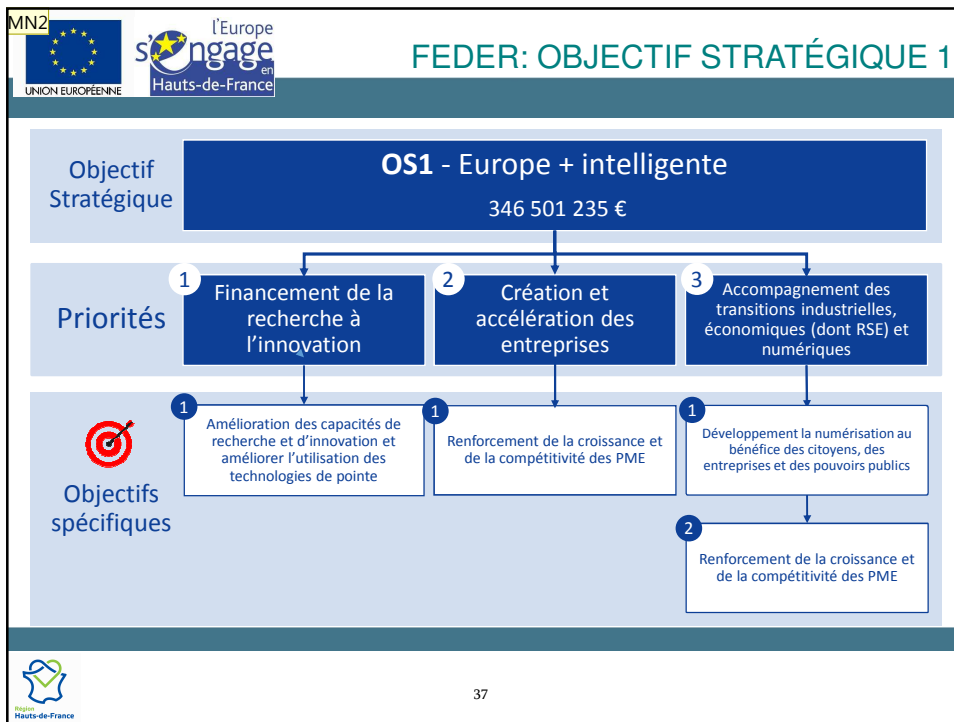 MN2
UNION EUROPÉENNE
l'Europe
s'engage
en
Hauts-de-France
FEDER: OBJECTIF STRATÉGIQUE 1
Objectif
Stratégique
OS1 - Europe + intelligente
346 501 235 €
Priorités
1
Financement de la
recherche à
l'innovation
2
Création et
accélération des
entreprises
3
Accompagnement des
transitions industrielles,
économiques (dont RSE) et
numériques
Objectifs
spécifiques
1
Amélioration des capacités de
recherche et d'innovation et
améliorer l'utilisation des
technologies de pointe
1
Renforcement de la croissance et
de la compétitivité des PME
1
Développement la numérisation au
bénéfice des citoyens, des
entreprises et des pouvoirs publics
2
Renforcement de la croissance et
de la compétitivité des PME
Région
Hauts-de-France
37